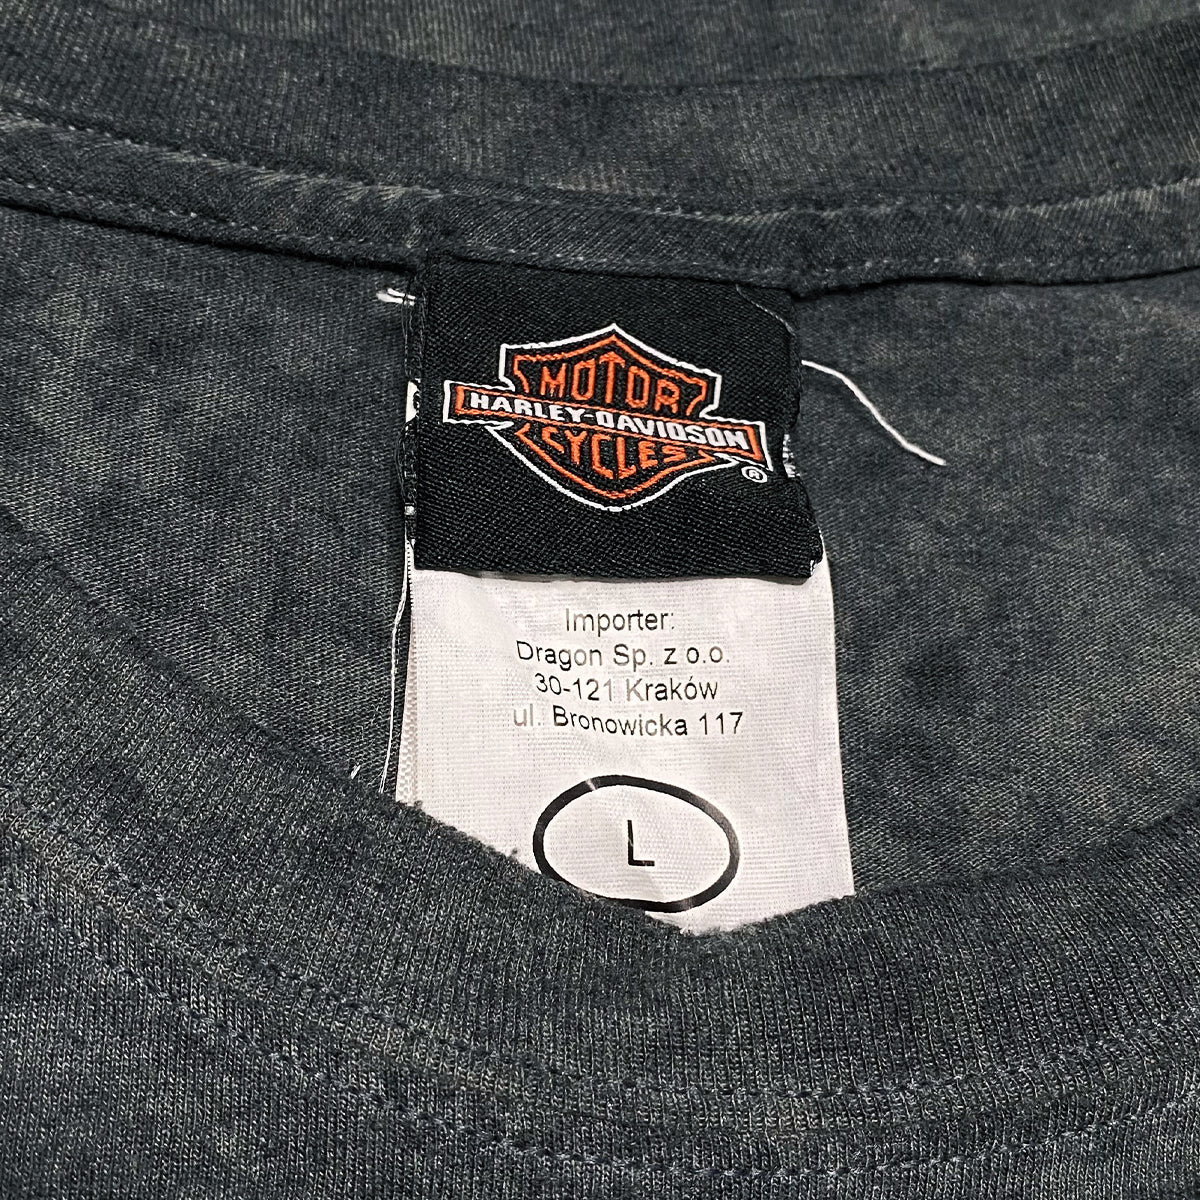 MOTOR
HARLEY-DAVIDSON
CYCLES
®
Importer:
Dragon Sp. z o.o.
30-121 Kraków
ul. Bronowicka 117
L